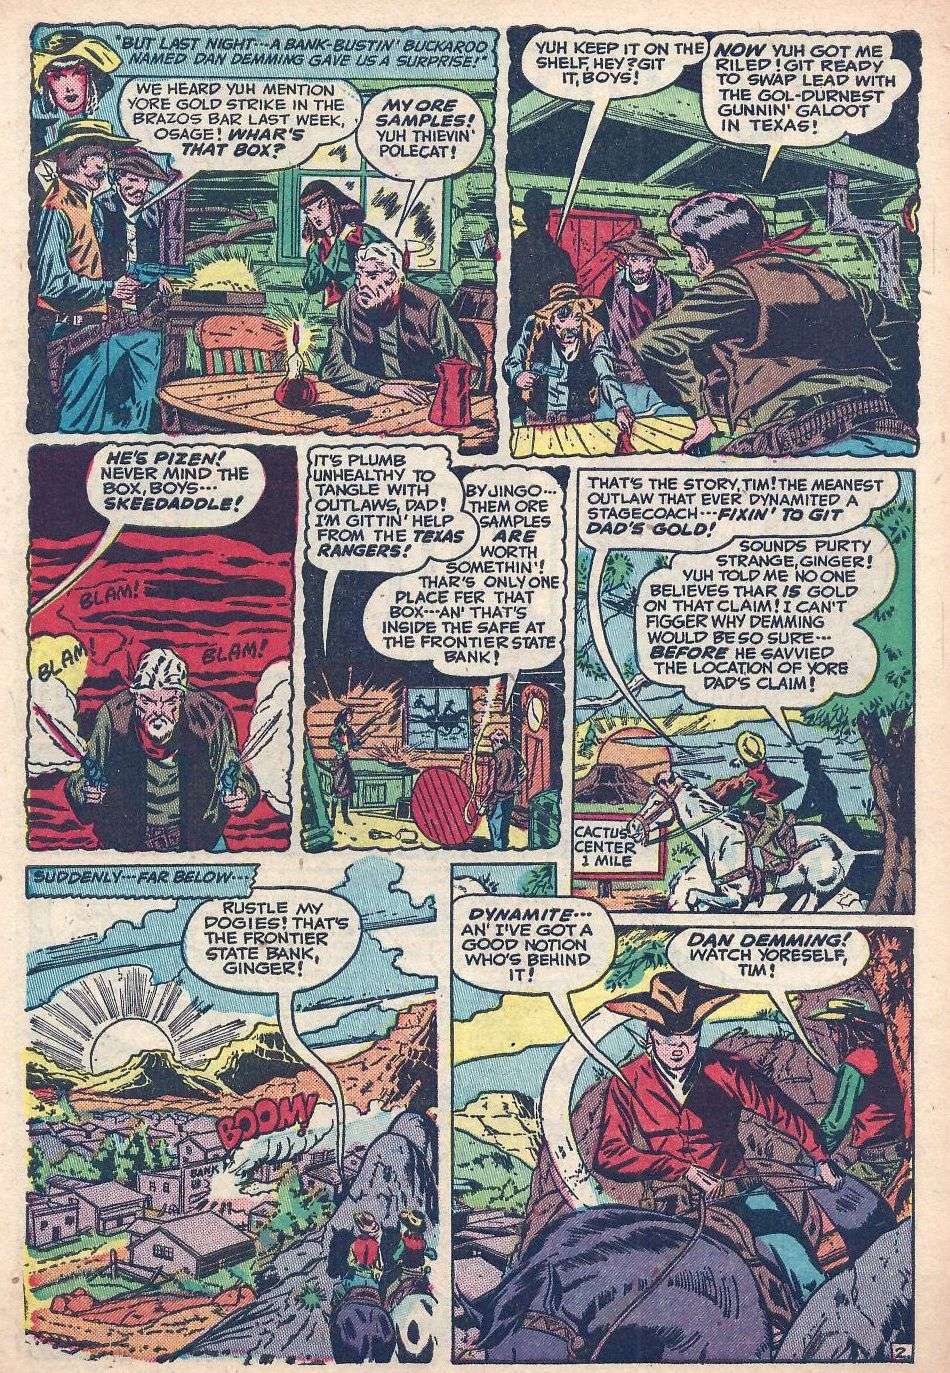 "BUT LAST NIGHT---A BANK-BUSTIN' BUCKAROO
NAMED DAN DEMMING GAVE US A SURPRISE!"
WE HEARD YUH MENTION
YORE GOLD STRIKE IN THE
BRAZOS BAR LAST WEEK,
OSAGE! WHAR'S
THAT BOX?
MY ORE
SAMPLES!
YUH THIEVIN'
POLECAT!
YUH KEEP IT ON THE
SHELF, HEY? GIT
IT, BOYS!
NOW YUH GOT ME
RILED! GIT READY
TO SWAP LEAD WITH
THE GOL-DURNEST
GUNNIN' GALOOT
IN TEXAS!
HE'S PIZEN!
NEVER MIND THE
BOX, BOYS---
SKEEDADDLE!
BLAM!
BLAM!
BLAM!
IT'S PLUMB
UNHEALTHY TO
TANGLE WITH
OUTLAWS, DAD!
I'M GITTIN' HELP
FROM THE TEXAS
RANGERS!
BY JINGO---
THEM ORE
SAMPLES
ARE
WORTH
SOMETHIN'!
THAR'S ONLY ONE
PLACE FER THAT
BOX---AN' THAT'S
INSIDE THE SAFE AT
THE FRONTIER STATE
BANK!
THAT'S THE STORY, TIM! THE MEANEST
OUTLAW THAT EVER DYNAMITED A
STAGECOACH---FIXIN' TO GIT
DAD'S GOLD!
SOUNDS PURTY
STRANGE, GINGER!
YUH TOLD ME NO ONE
BELIEVES THAR IS GOLD
ON THAT CLAIM! I CAN'T
FIGGER WHY DEMMING
WOULD BE SO SURE---
BEFORE HE SAVVIED
THE LOCATION OF YORE
DAD'S CLAIM!
CACTUS
CENTER
1 MILE
SUDDENLY---FAR BELOW---
RUSTLE MY
DOGIES! THAT'S
THE FRONTIER
STATE BANK,
GINGER!
BOOM!
BANK
DYNAMITE---
AN' I'VE GOT A
GOOD NOTION
WHO'S BEHIND
IT!
DAN DEMMING!
WATCH YORESELF,
TIM!
2